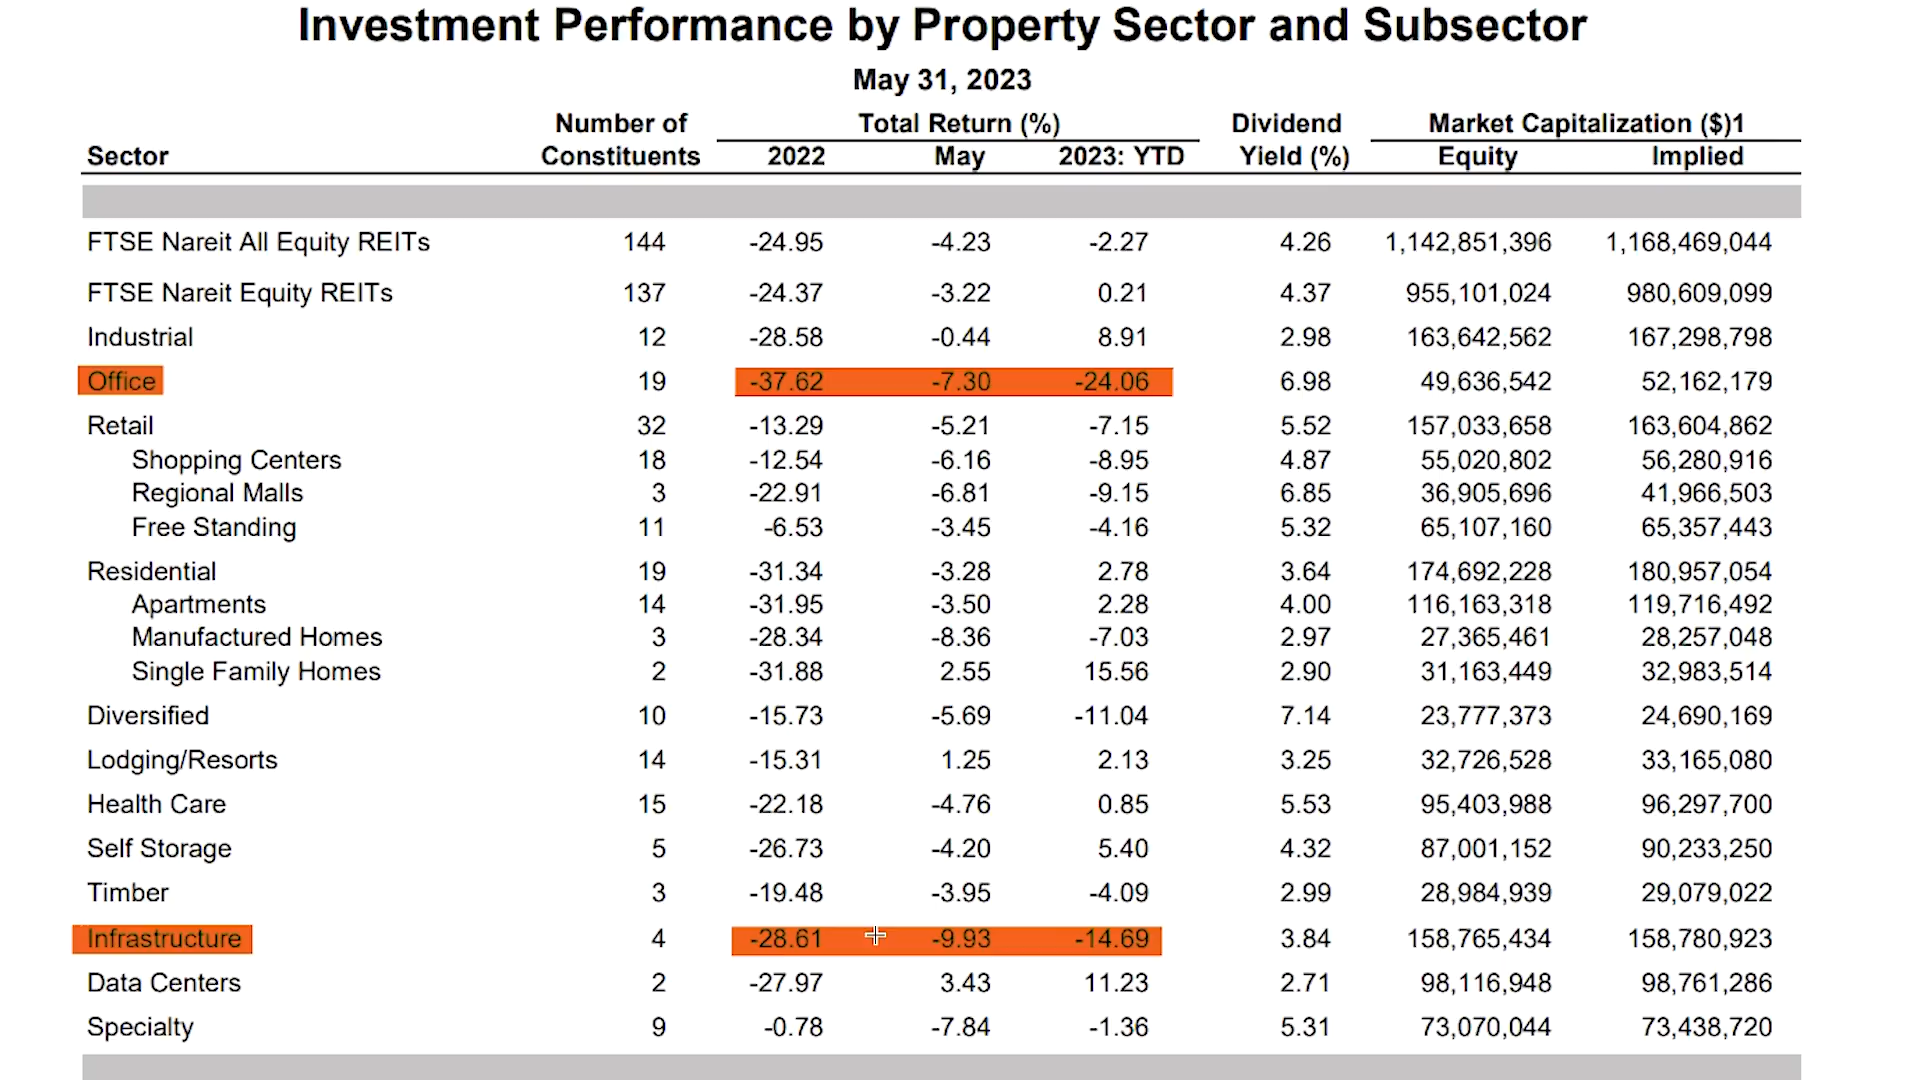 Investment Performance by Property Sector and Subsector
May 31, 2023
Number of Total Return (%) Dividend Market Capitalization ($)1
Sector Constituents 2022 May 2023: YTD Yield (%) Equity Implied
FTSE Nareit All Equity REITs 144 -24.95 -4.23 -2.27 4.26 1,142,851,396 1,168,469,044
FTSE Nareit Equity REITs 137 -24.37 -3.22 0.21 4.37 955,101,024 980,609,099
Industrial 12 -28.58 -0.44 8.91 2.98 163,642,562 167,298,798
Office 19 -37.62 -7.30 -24.06 6.98 49,636,542 52,162,179
Retail 32 -13.29 -5.21 -7.15 5.52 157,033,658 163,604,862
Shopping Centers 18 -12.54 -6.16 -8.95 4.87 55,020,802 56,280,916
Regional Malls 3 -22.91 -6.81 -9.15 6.85 36,905,696 41,966,503
Free Standing 11 -6.53 -3.45 -4.16 5.32 65,107,160 65,357,443
Residential 19 -31.34 -3.28 2.78 3.64 174,692,228 180,957,054
Apartments 14 -31.95 -3.50 2.28 4.00 116,163,318 119,716,492
Manufactured Homes 3 -28.34 -8.36 -7.03 2.97 27,365,461 28,257,048
Single Family Homes 2 -31.88 2.55 15.56 2.90 31,163,449 32,983,514
Diversified 10 -15.73 -5.69 -11.04 7.14 23,777,373 24,690,169
Lodging/Resorts 14 -15.31 1.25 2.13 3.25 32,726,528 33,165,080
Health Care 15 -22.18 -4.76 0.85 5.53 95,403,988 96,297,700
Self Storage 5 -26.73 -4.20 5.40 4.32 87,001,152 90,233,250
Timber 3 -19.48 -3.95 -4.09 2.99 28,984,939 29,079,022
Infrastructure 4 -28.61 -9.93 -14.69 3.84 158,765,434 158,780,923
Data Centers 2 -27.97 3.43 11.23 2.71 98,116,948 98,761,286
Specialty 9 -0.78 -7.84 -1.36 5.31 73,070,044 73,438,720